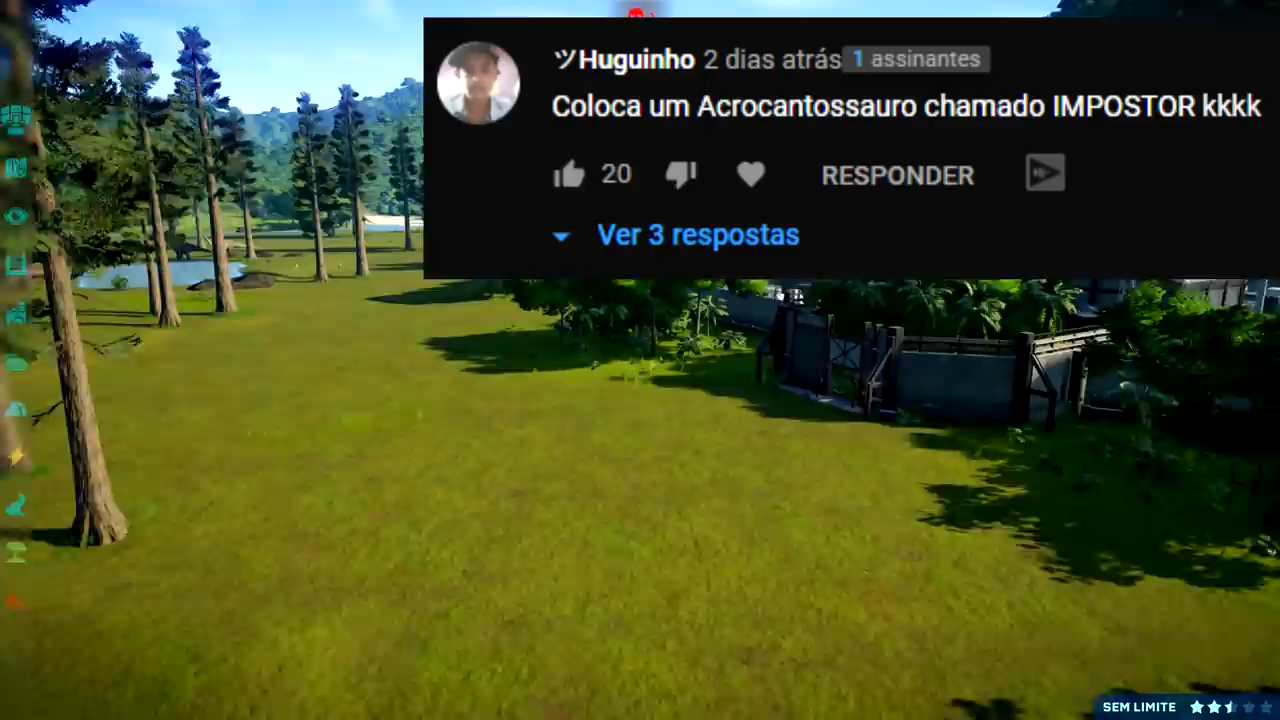 ツHuguinho 2 dias atrás 1 assinantes
Coloca um Acrocantossauro chamado IMPOSTOR kkkk
20 RESPONDER
Ver 3 respostas
SEM LIMITE